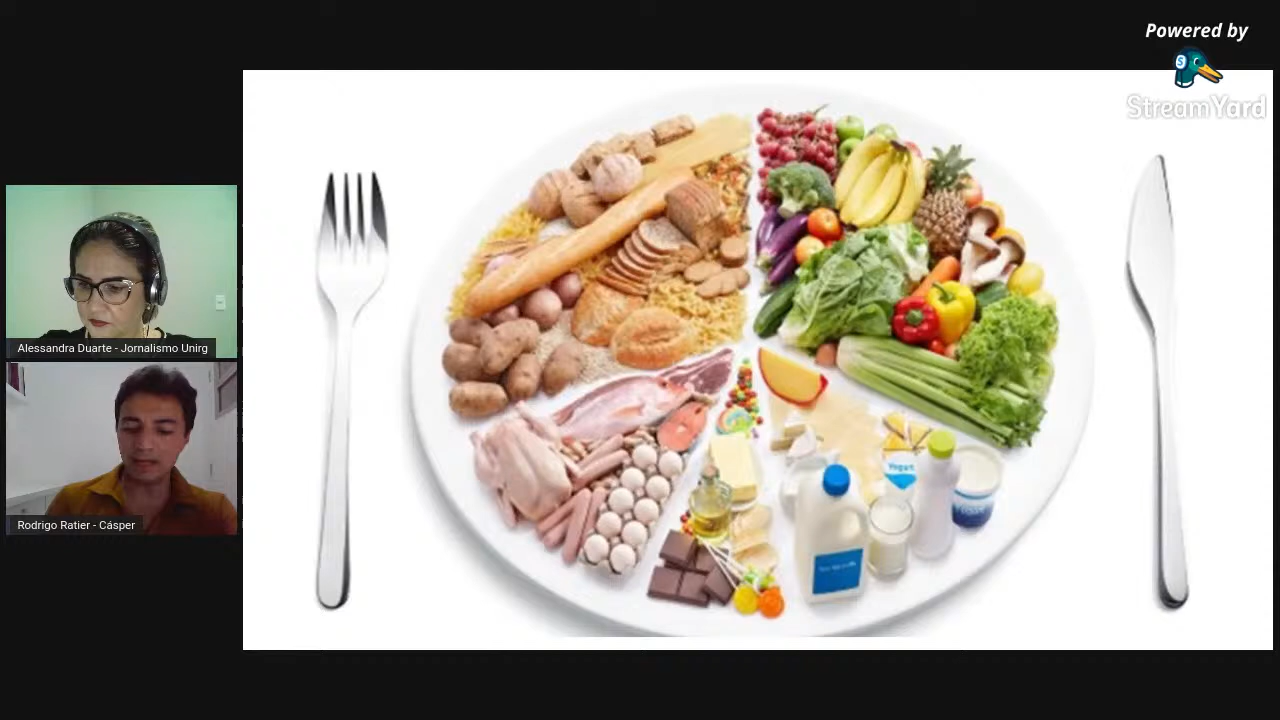 Powered by
StreamYard
Alessandra Duarte - Jornalismo Unirg
Rodrigo Ratier - Cásper
Yogurt